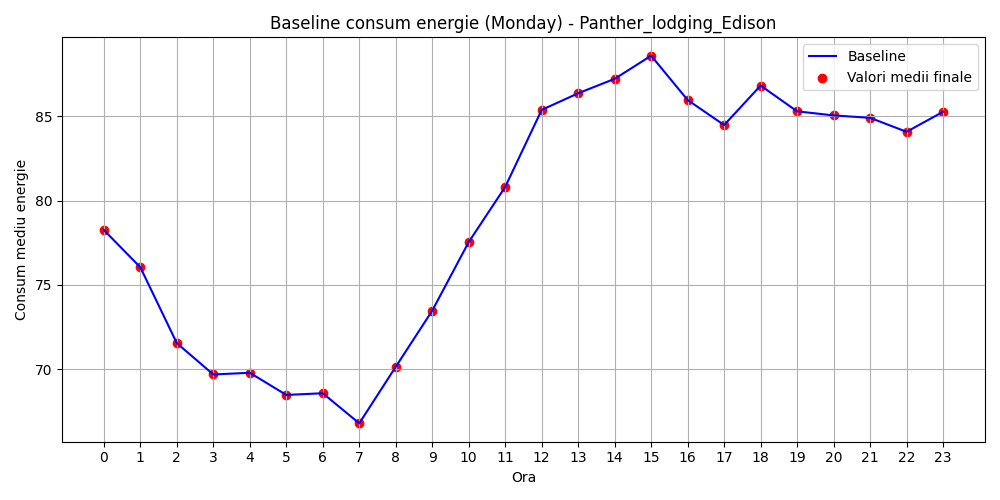 Baseline consum energie (Monday) - Panther_lodging_Edison
Baseline
Valori medii finale
85
80
75
70
Consum mediu energie
0 1 2 3 4 5 6 7 8 9 10 11 12 13 14 15 16 17 18 19 20 21 22 23
Ora